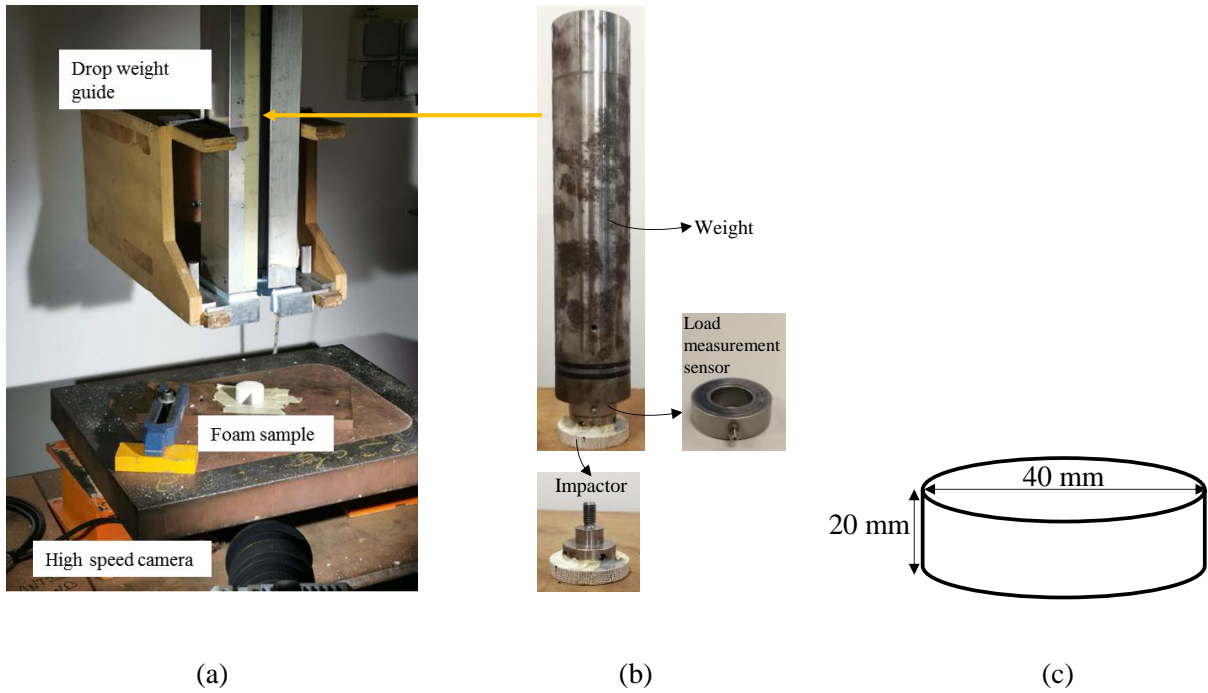 Drop weight
guide
Foam sample
High speed camera
Weight
Load
measurement
sensor
Impactor
40 mm
20 mm
(a)
(b)
(c)